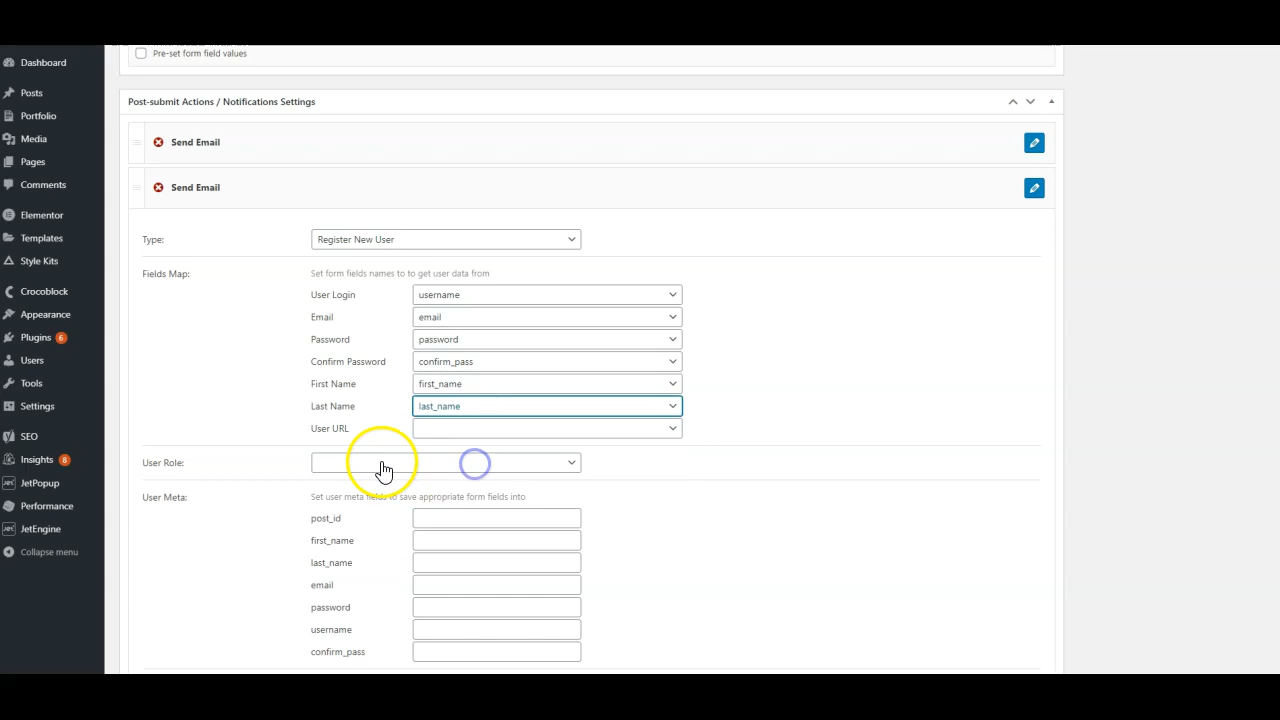 Pre-set form field values
Dashboard
Posts
Portfolio
Media
Pages
Comments
Elementor
Templates
Style Kits
Crocoblock
Appearance
Plugins 6
Users
Tools
Settings
SEO
Insights 8
JetPopup
Performance
JetEngine
Collapse menu
Post-submit Actions / Notifications Settings
Send Email
Send Email
Type: Register New User
Fields Map: Set form fields names to to get user data from
User Login username
Email email
Password password
Confirm Password confirm_pass
First Name first_name
Last Name last_name
User URL
User Role:
User Meta: Set user meta fields to save appropriate form fields into
post_id
first_name
last_name
email
password
username
confirm_pass